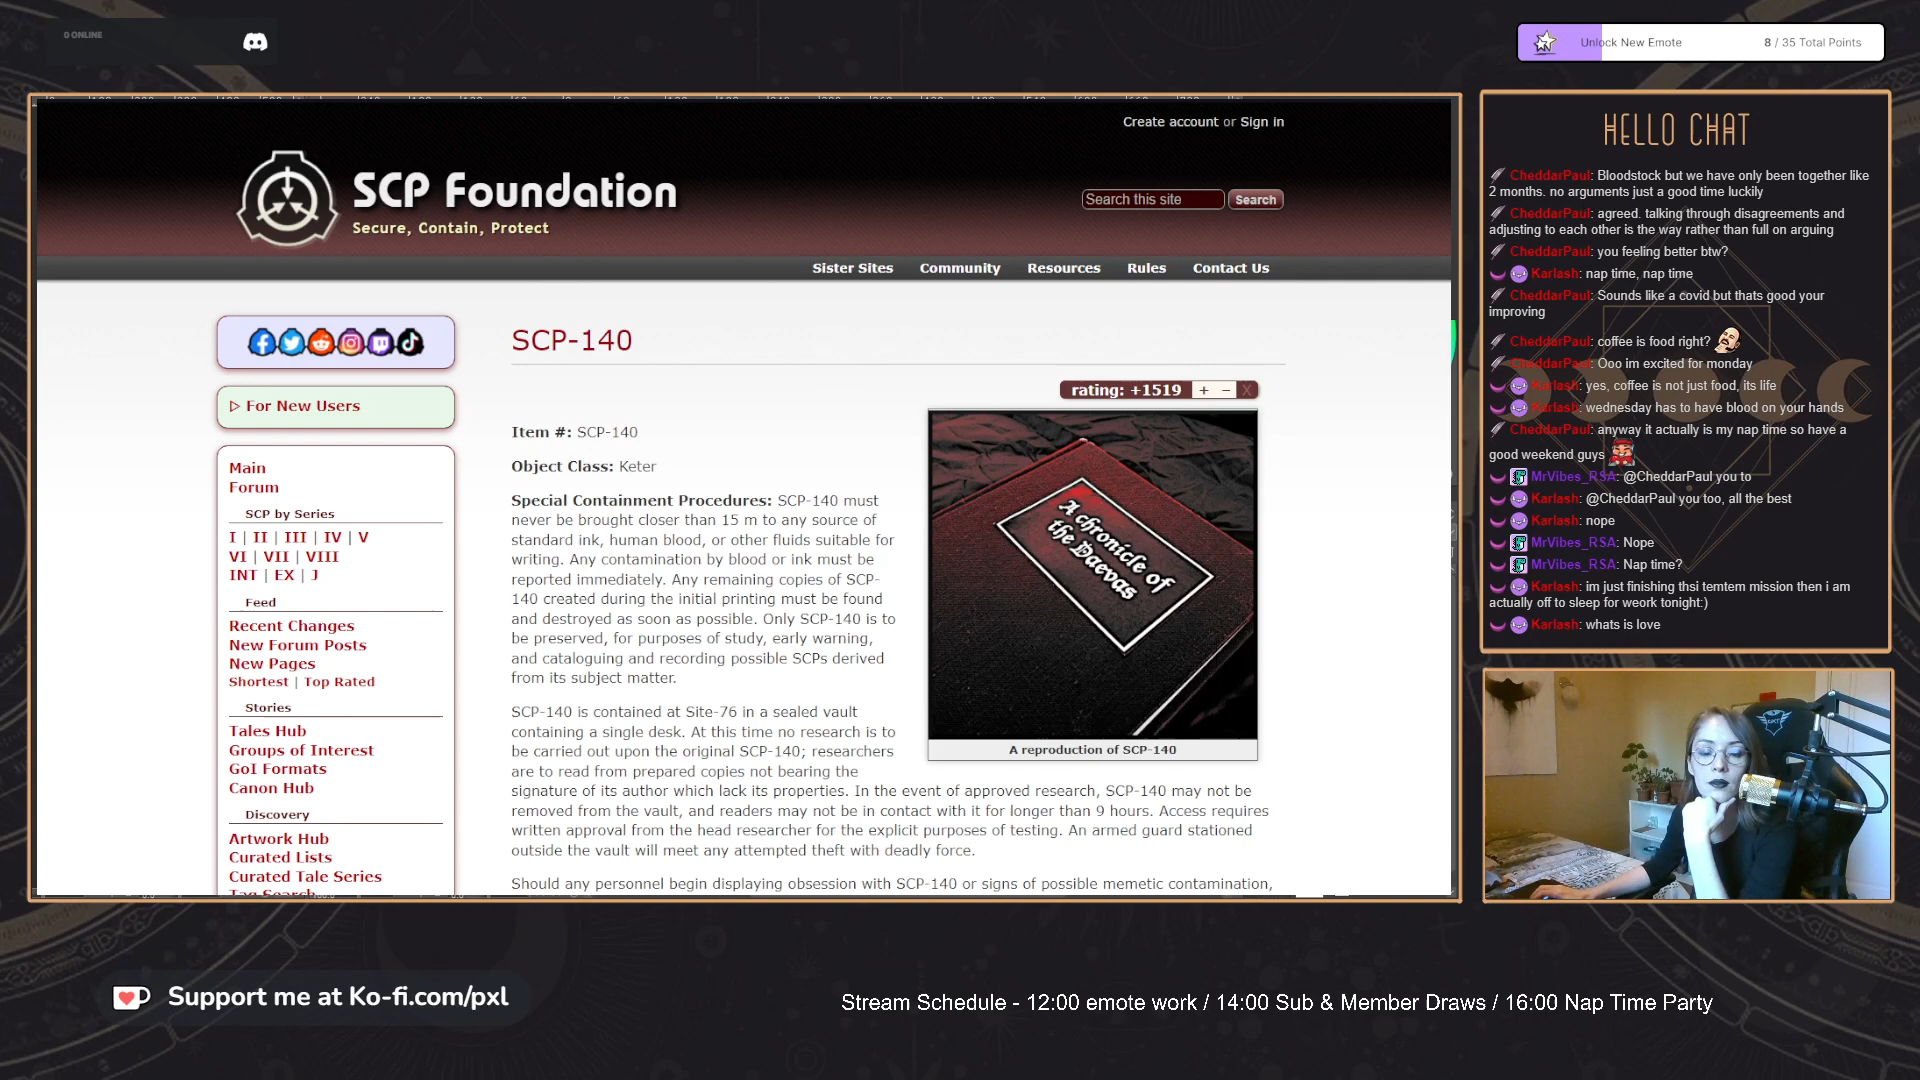 0 ONLINE
Unlock New Emote
8 / 35 Total Points
Create account or Sign in
SCP Foundation
Secure, Contain, Protect
Search this site
Search
Sister Sites
Community
Resources
Rules
Contact Us
For New Users
Main
Forum
SCP by Series
I | II | III | IV | V
VI | VII | VIII
INT | EX | J
Feed
Recent Changes
New Forum Posts
New Pages
Shortest | Top Rated
Stories
Tales Hub
Groups of Interest
GoI Formats
Canon Hub
Discovery
Artwork Hub
Curated Lists
Curated Tale Series
Tag Search
SCP-140
rating: +1519 + − X
Item #: SCP-140
Object Class: Keter
Special Containment Procedures: SCP-140 must
never be brought closer than 15 m to any source of
standard ink, human blood, or other fluids suitable for
writing. Any contamination by blood or ink must be
reported immediately. Any remaining copies of SCP-
140 created during the initial printing must be found
and destroyed as soon as possible. Only SCP-140 is to
be preserved, for purposes of study, early warning,
and cataloguing and recording possible SCPs derived
from its subject matter.
SCP-140 is contained at Site-76 in a sealed vault
containing a single desk. At this time no research is to
be carried out upon the original SCP-140; researchers
are to read from prepared copies not bearing the
signature of its author which lack its properties. In the event of approved research, SCP-140 may not be
removed from the vault, and readers may not be in contact with it for longer than 9 hours. Access requires
written approval from the head researcher for the explicit purposes of testing. An armed guard stationed
outside the vault will meet any attempted theft with deadly force.
Should any personnel begin displaying obsession with SCP-140 or signs of possible memetic contamination,
A chronicle of
the Daevas
A reproduction of SCP-140
HELLO CHAT
CheddarPaul: Bloodstock but we have only been together like
2 months. no arguments just a good time luckily
CheddarPaul: agreed. talking through disagreements and
adjusting to each other is the way rather than full on arguing
CheddarPaul: you feeling better btw?
Karlash: nap time, nap time
CheddarPaul: Sounds like a covid but thats good your
improving
CheddarPaul: coffee is food right?
CheddarPaul: Ooo im excited for monday
Karlash: yes, coffee is not just food, its life
Karlash: wednesday has to have blood on your hands
CheddarPaul: anyway it actually is my nap time so have a
good weekend guys
MrVibes_RSA: @CheddarPaul you to
Karlash: @CheddarPaul you too, all the best
Karlash: nope
MrVibes_RSA: Nope
MrVibes_RSA: Nap time?
Karlash: im just finishing thsi temtem mission then i am
actually off to sleep for weork tonight:)
Karlash: whats is love
Support me at Ko-fi.com/pxl
Stream Schedule - 12:00 emote work / 14:00 Sub & Member Draws / 16:00 Nap Time Party